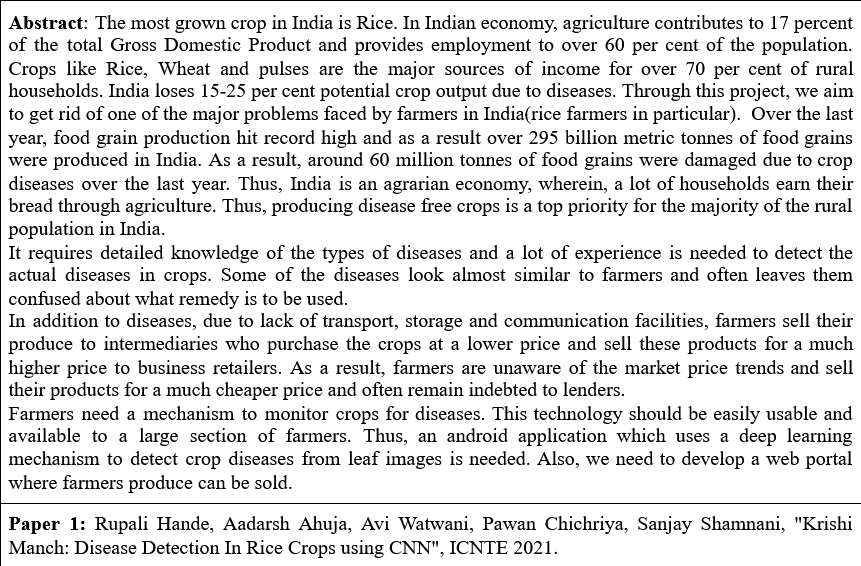 Abstract: The most grown crop in India is Rice. In Indian economy, agriculture contributes to 17 percent
of the total Gross Domestic Product and provides employment to over 60 per cent of the population.
Crops like Rice, Wheat and pulses are the major sources of income for over 70 per cent of rural
households. India loses 15-25 per cent potential crop output due to diseases. Through this project, we aim
to get rid of one of the major problems faced by farmers in India(rice farmers in particular). Over the last
year, food grain production hit record high and as a result over 295 billion metric tonnes of food grains
were produced in India. As a result, around 60 million tonnes of food grains were damaged due to crop
diseases over the last year. Thus, India is an agrarian economy, wherein, a lot of households earn their
bread through agriculture. Thus, producing disease free crops is a top priority for the majority of the rural
population in India.
It requires detailed knowledge of the types of diseases and a lot of experience is needed to detect the
actual diseases in crops. Some of the diseases look almost similar to farmers and often leaves them
confused about what remedy is to be used.
In addition to diseases, due to lack of transport, storage and communication facilities, farmers sell their
produce to intermediaries who purchase the crops at a lower price and sell these products for a much
higher price to business retailers. As a result, farmers are unaware of the market price trends and sell
their products for a much cheaper price and often remain indebted to lenders.
Farmers need a mechanism to monitor crops for diseases. This technology should be easily usable and
available to a large section of farmers. Thus, an android application which uses a deep learning
mechanism to detect crop diseases from leaf images is needed. Also, we need to develop a web portal
where farmers produce can be sold.
Paper 1: Rupali Hande, Aadarsh Ahuja, Avi Watwani, Pawan Chichriya, Sanjay Shamnani, "Krishi
Manch: Disease Detection In Rice Crops using CNN", ICNTE 2021.